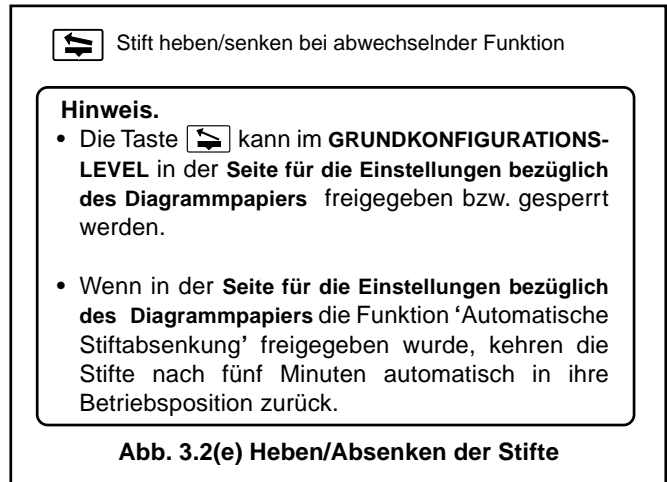 Stift heben/senken bei abwechselnder Funktion
Hinweis.
• Die Taste kann im GRUNDKONFIGURATIONS-
LEVEL in der Seite für die Einstellungen bezüglich
des Diagrammpapiers freigegeben bzw. gesperrt
werden.
• Wenn in der Seite für die Einstellungen bezüglich
des Diagrammpapiers die Funktion 'Automatische
Stiftabsenkung' freigegeben wurde, kehren die
Stifte nach fünf Minuten automatisch in ihre
Betriebsposition zurück.
Abb. 3.2(e) Heben/Absenken der Stifte